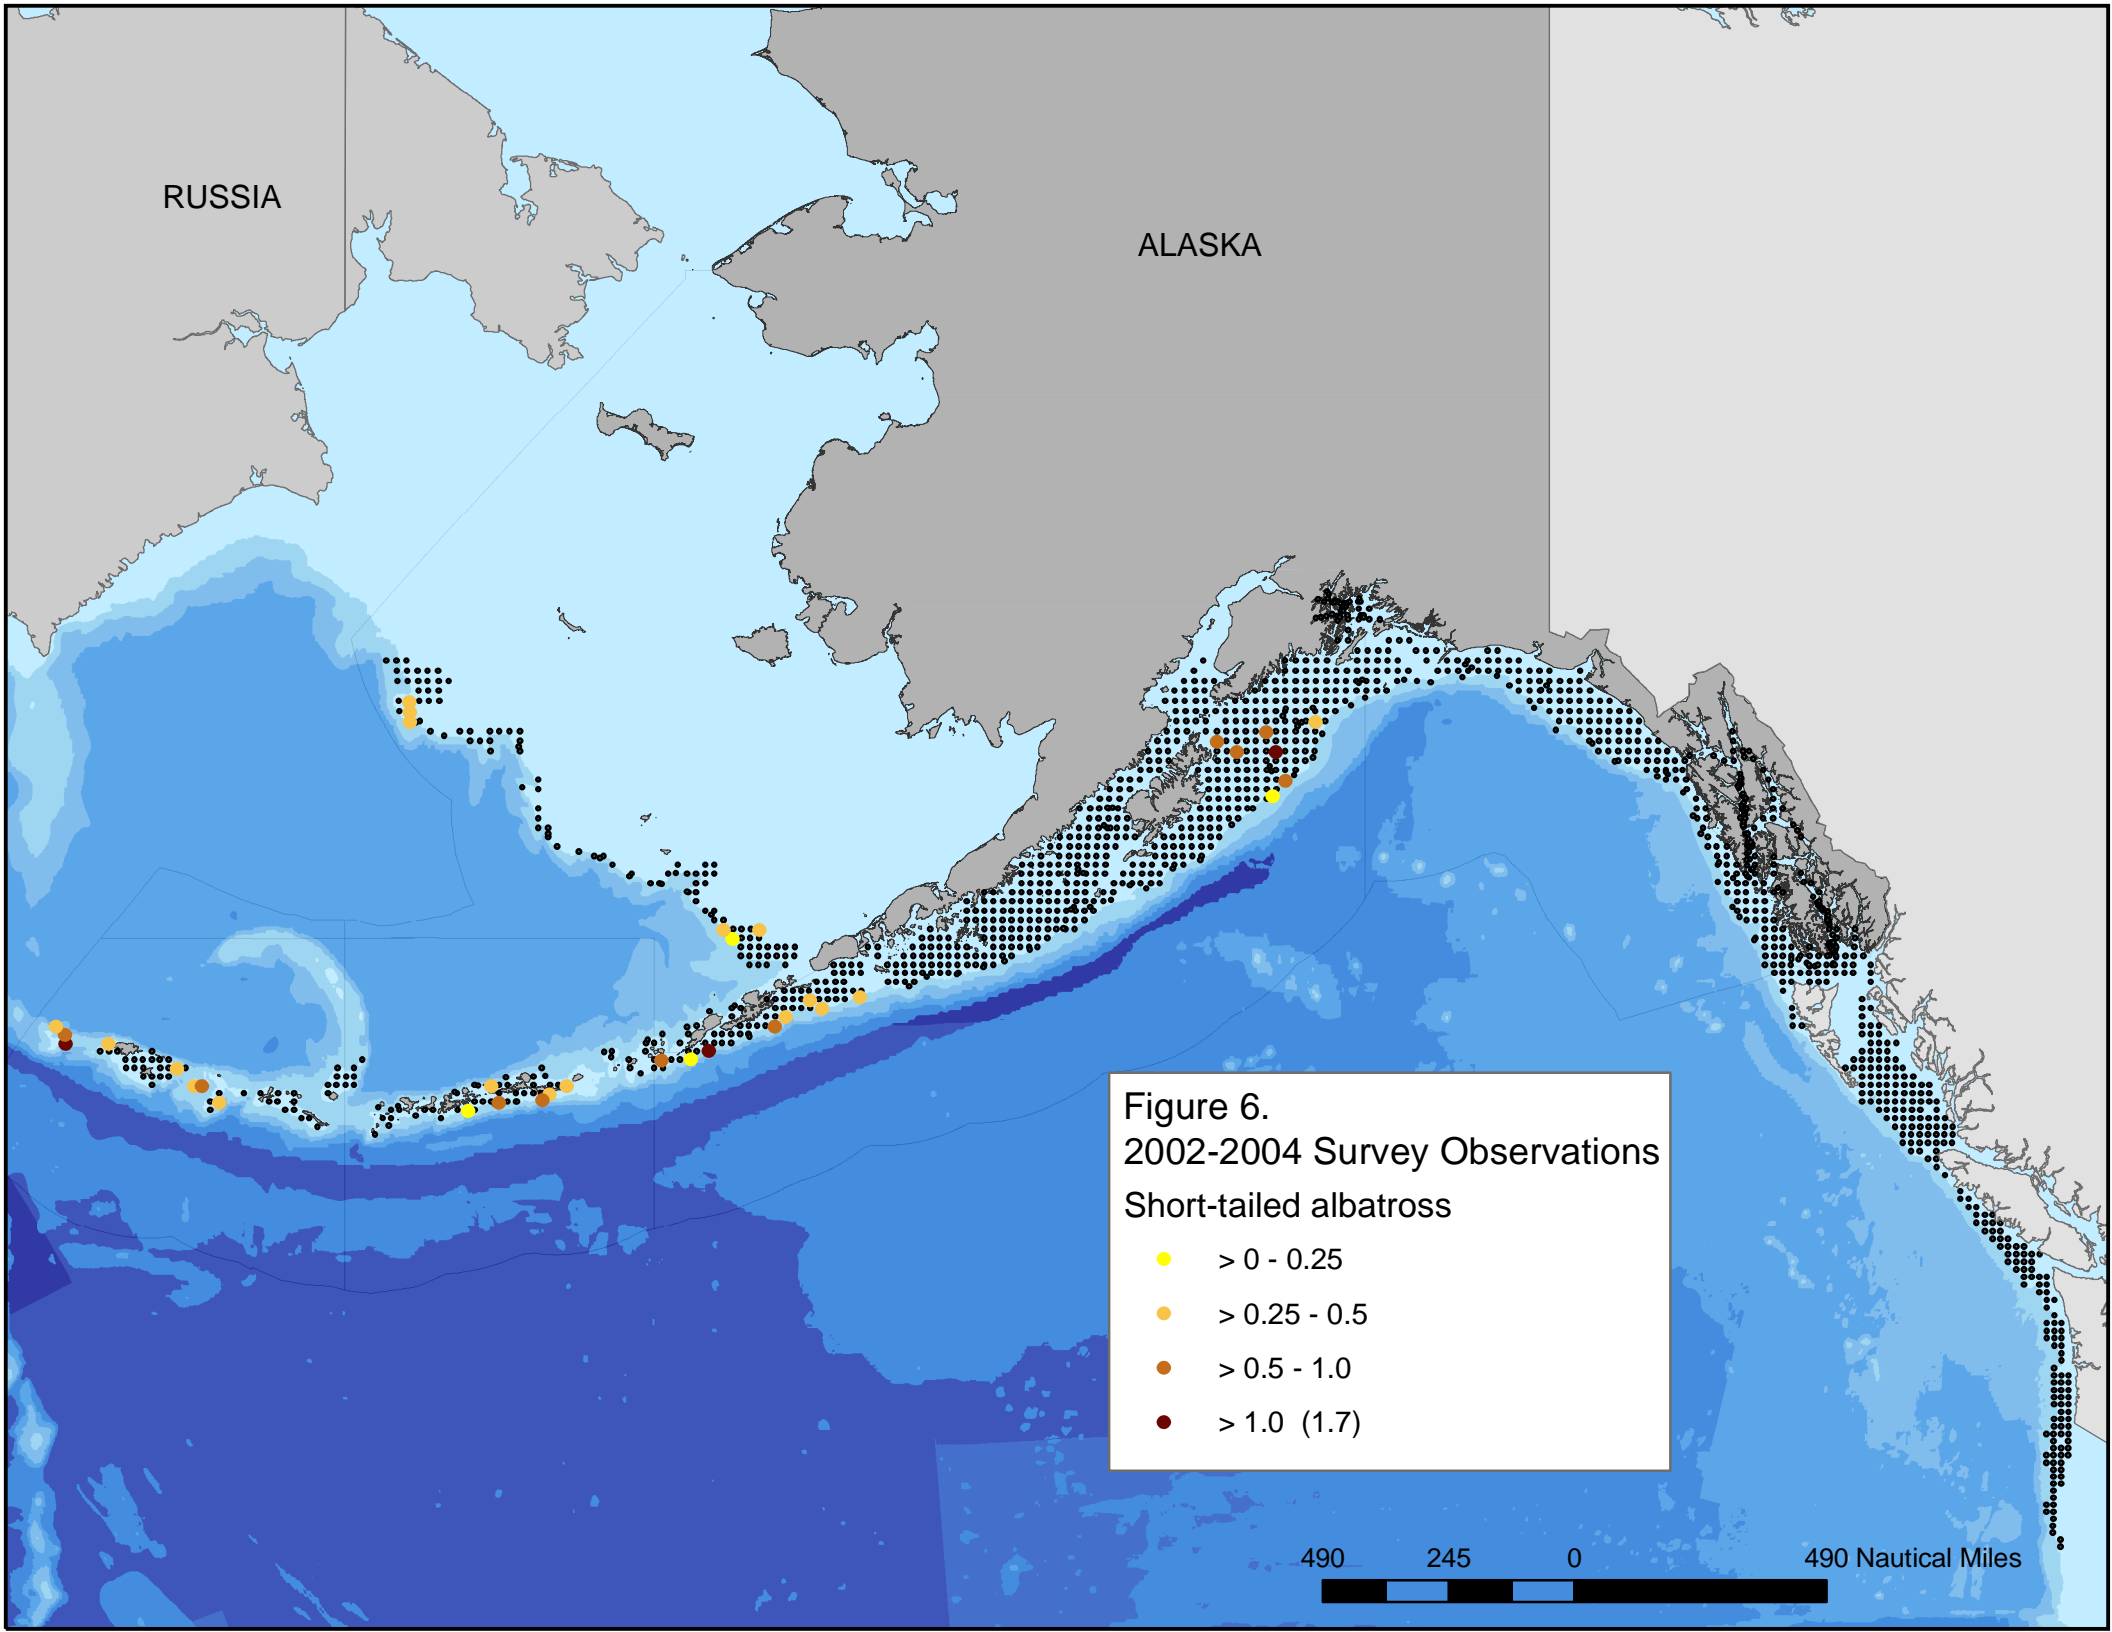 RUSSIA
ALASKA
Figure 6.
2002-2004 Survey Observations
Short-tailed albatross
> 0 - 0.25
> 0.25 - 0.5
> 0.5 - 1.0
> 1.0 (1.7)
490 245 0 490 Nautical Miles